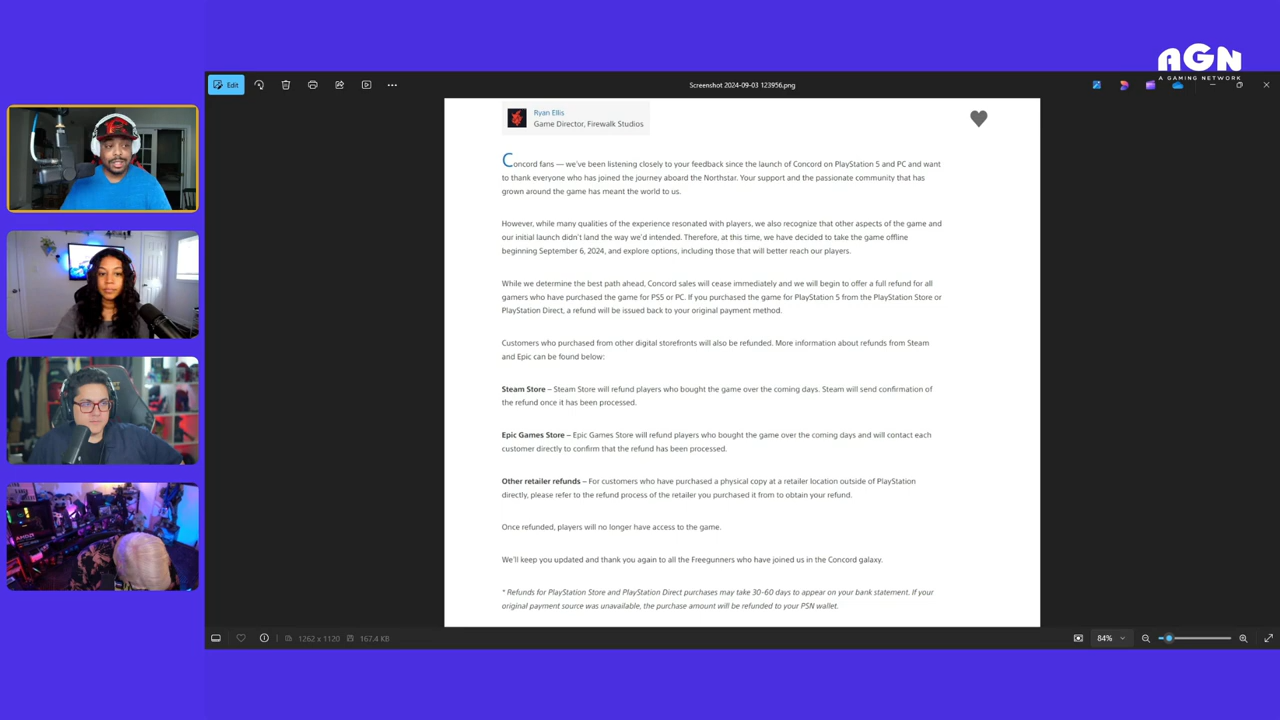 AGN
A GAMING NETWORK
Edit
Screenshot 2024-09-03 123956.png
Ryan Ellis
Game Director, Firewalk Studios
Concord fans — we've been listening closely to your feedback since the launch of Concord on PlayStation 5 and PC and want
to thank everyone who has joined the journey aboard the Northstar. Your support and the passionate community that has
grown around the game has meant the world to us.
However, while many qualities of the experience resonated with players, we also recognize that other aspects of the game and
our initial launch didn't land the way we'd intended. Therefore, at this time, we have decided to take the game offline
beginning September 6, 2024, and explore options, including those that will better reach our players.
While we determine the best path ahead, Concord sales will cease immediately and we will begin to offer a full refund for all
gamers who have purchased the game for PS5 or PC. If you purchased the game for PlayStation 5 from the PlayStation Store or
PlayStation Direct, a refund will be issued back to your original payment method.
Customers who purchased from other digital storefronts will also be refunded. More information about refunds from Steam
and Epic can be found below:
Steam Store – Steam Store will refund players who bought the game over the coming days. Steam will send confirmation of
the refund once it has been processed.
Epic Games Store – Epic Games Store will refund players who bought the game over the coming days and will contact each
customer directly to confirm that the refund has been processed.
Other retailer refunds – For customers who have purchased a physical copy at a retailer location outside of PlayStation
directly, please refer to the refund process of the retailer you purchased it from to obtain your refund.
Once refunded, players will no longer have access to the game.
We'll keep you updated and thank you again to all the Freegunners who have joined us in the Concord galaxy.
* Refunds for PlayStation Store and PlayStation Direct purchases may take 30-60 days to appear on your bank statement. If your
original payment source was unavailable, the purchase amount will be refunded to your PSN wallet.
1262 x 1120
167.4 KB
84%
AMD